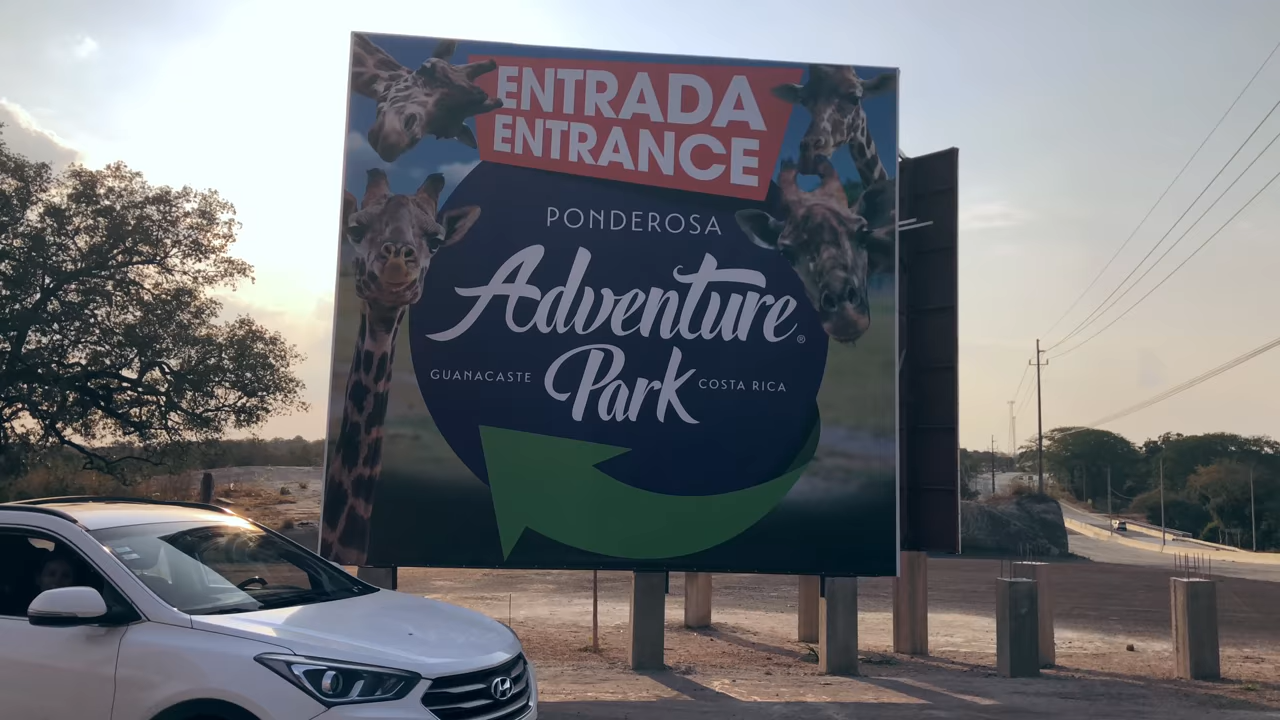 ENTRADA
ENTRANCE
PONDEROSA
Adventure
Park
GUANACASTE
COSTA RICA
®